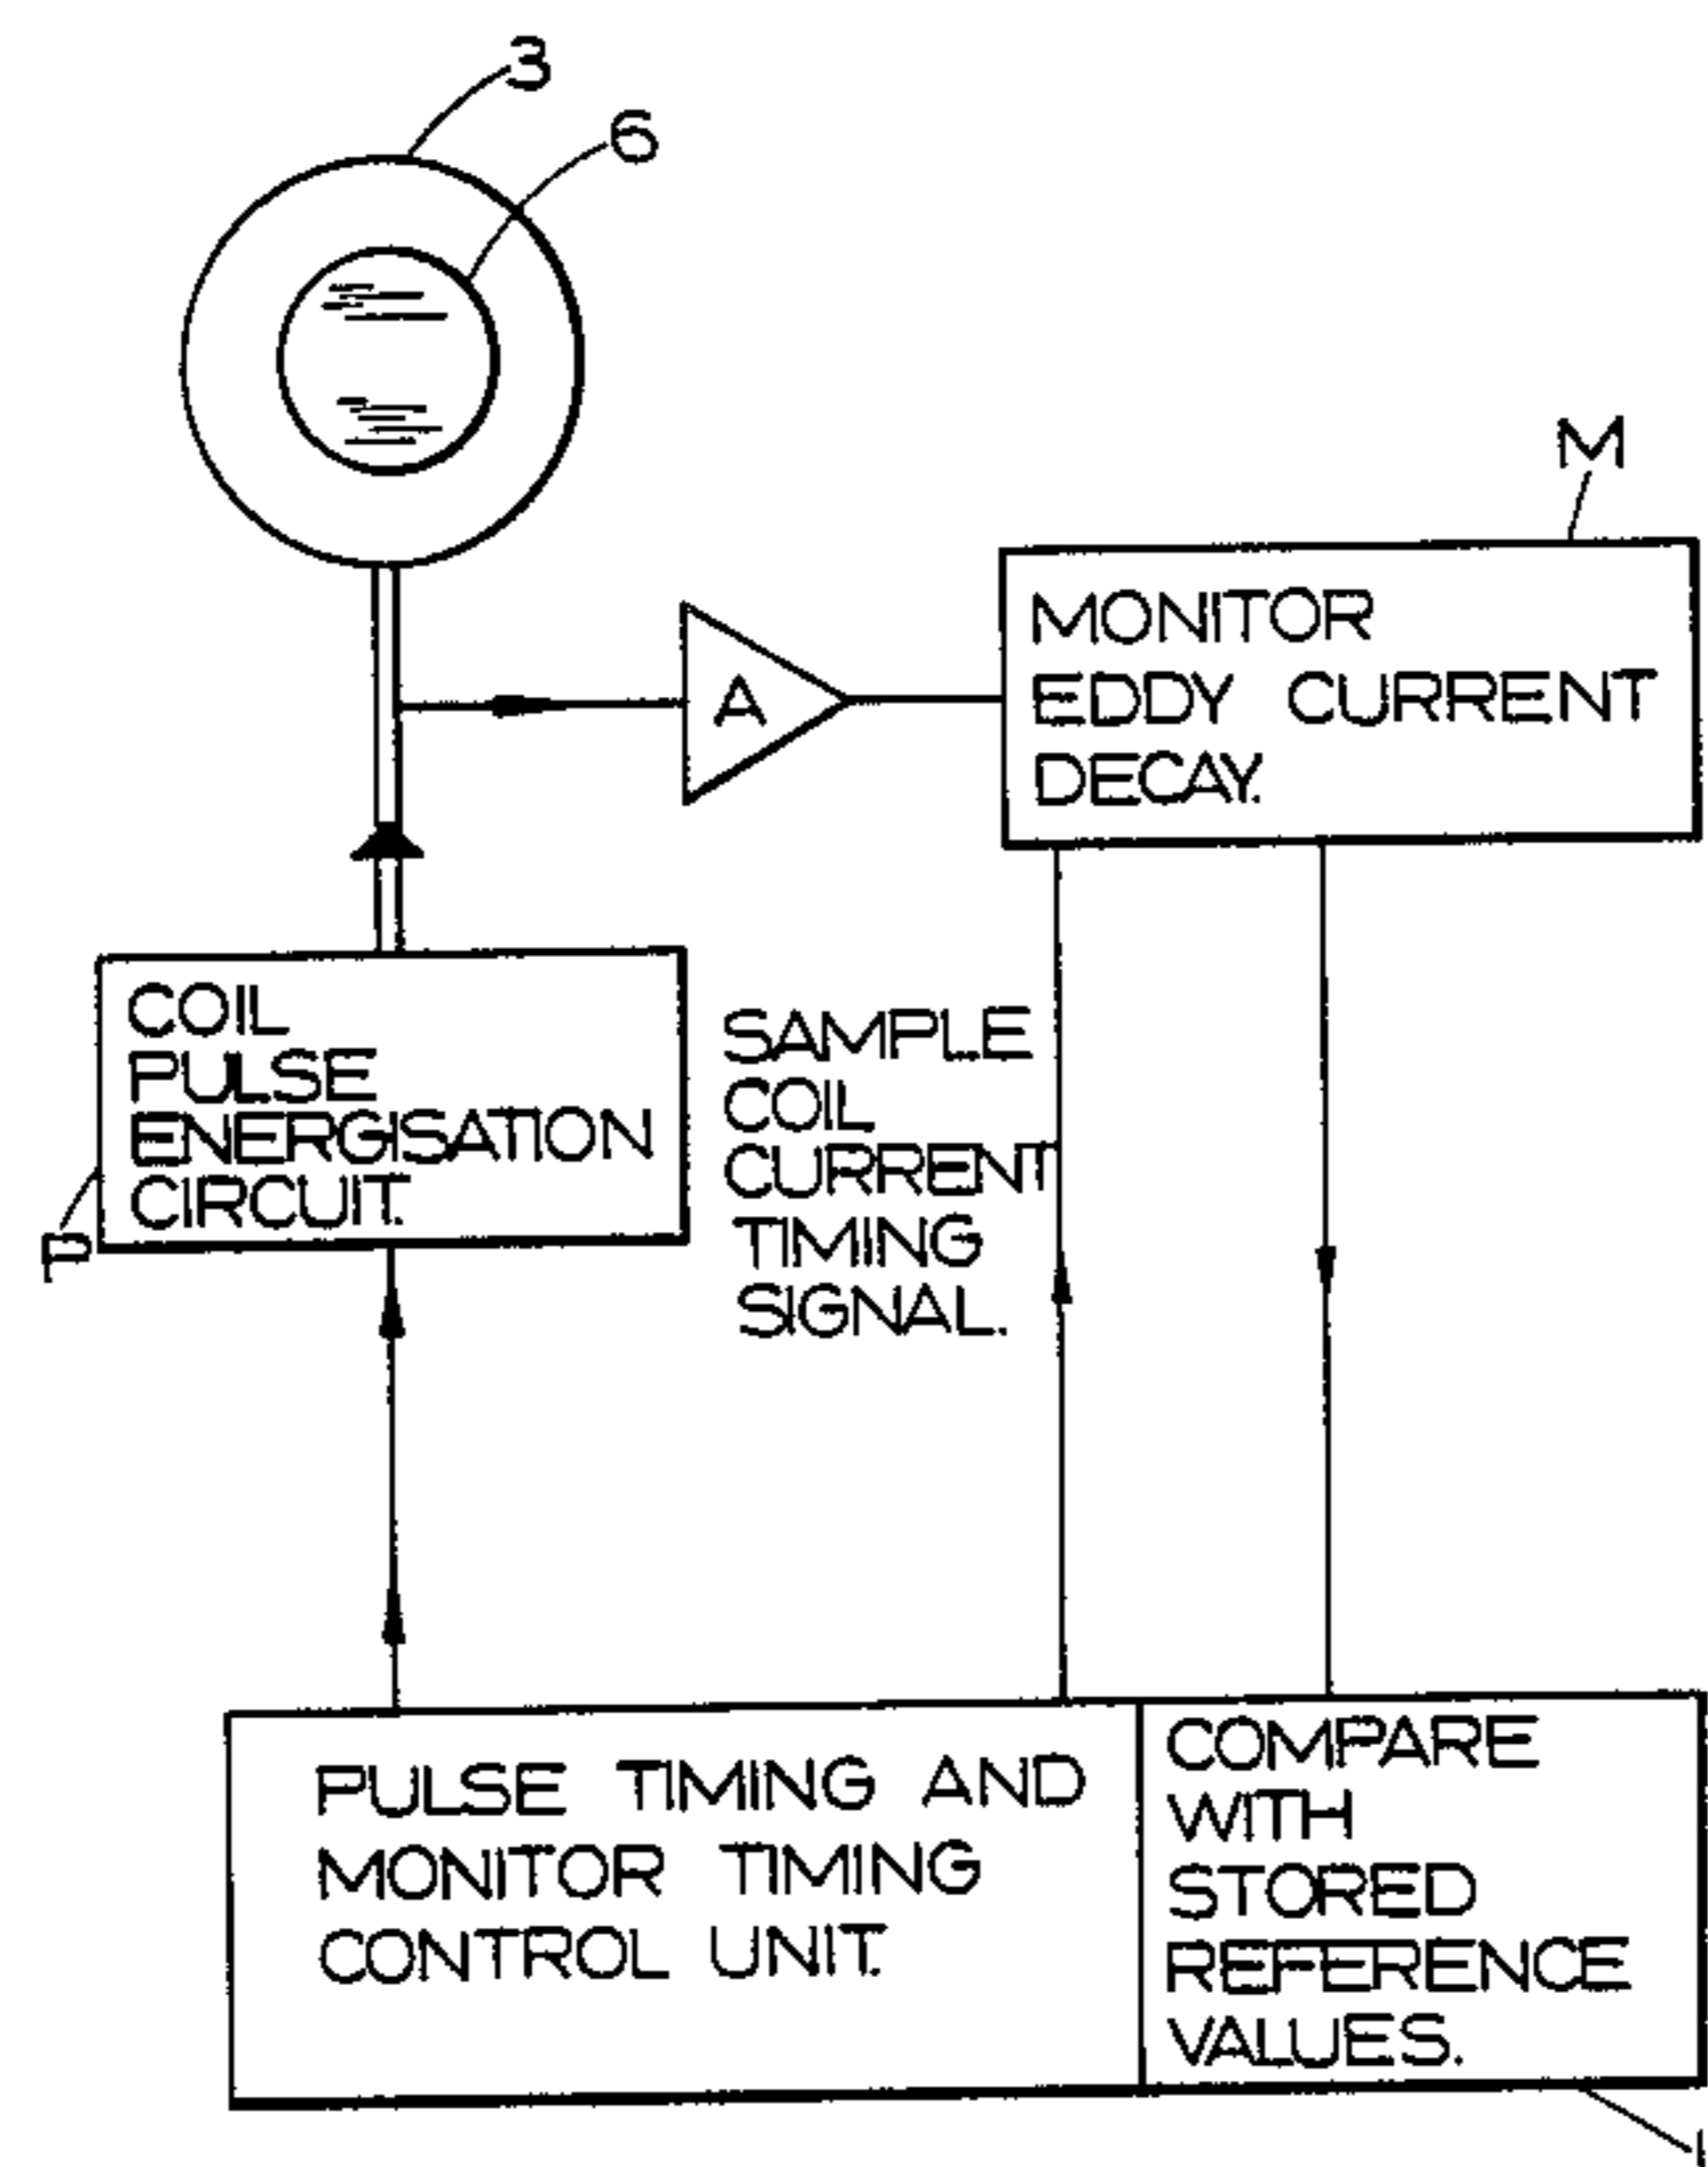 3
6
M
MONITOR
EDDY CURRENT
DECAY.
A
COIL
PULSE
ENERGISATION
CIRCUIT.
P
SAMPLE
COIL
CURRENT
TIMING
SIGNAL.
PULSE TIMING AND
MONITOR TIMING
CONTROL UNIT.
COMPARE
WITH
STORED
REFERENCE
VALUES.